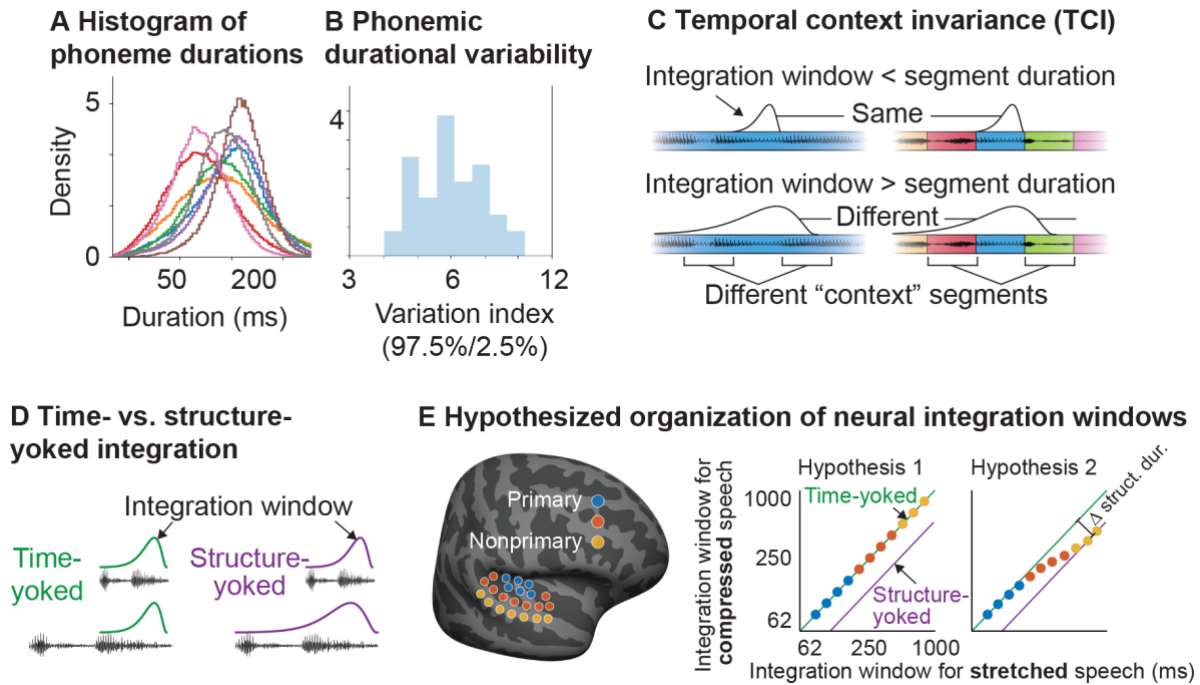 A Histogram of
phoneme durations
5
Density
0
50 200
Duration (ms)
B Phonemic
durational variability
4
3 6 12
Variation index
(97.5%/2.5%)
C Temporal context invariance (TCI)
Integration window < segment duration
Same
Integration window > segment duration
Different
Different “context” segments
D Time- vs. structure-
yoked integration
Integration window
Time-
yoked
Structure-
yoked
E Hypothesized organization of neural integration windows
Primary
Nonprimary
Integration window for
compressed speech
Hypothesis 1
1000
Time-yoked
250
Structure-
yoked
62
62 250 1000
Hypothesis 2
Δ struct. dur.
Integration window for stretched speech (ms)